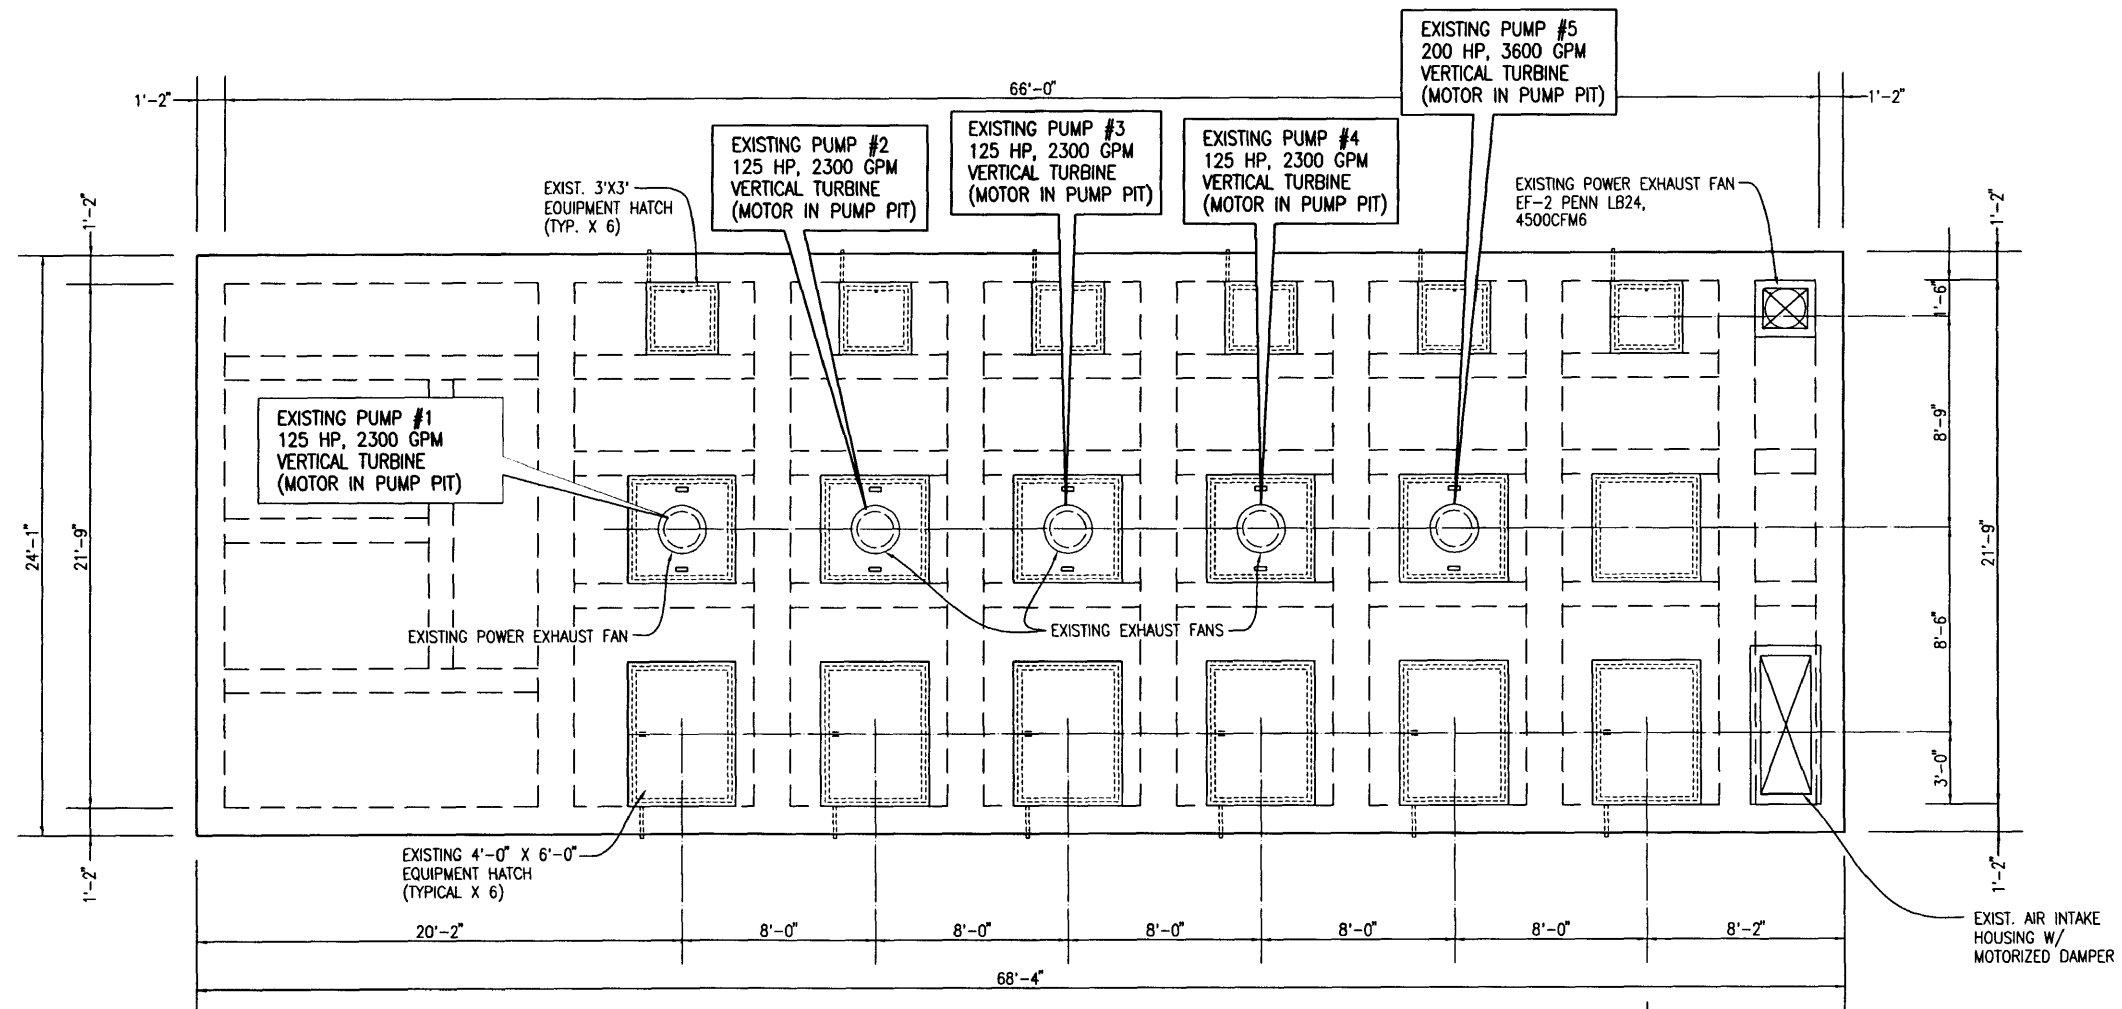 EXISTING PUMP #5
200 HP, 3600 GPM
VERTICAL TURBINE
(MOTOR IN PUMP PIT)
1'-2"
66'-0"
1'-2"
EXISTING PUMP #2
125 HP, 2300 GPM
VERTICAL TURBINE
(MOTOR IN PUMP PIT)
EXISTING PUMP #3
125 HP, 2300 GPM
VERTICAL TURBINE
(MOTOR IN PUMP PIT)
EXISTING PUMP #4
125 HP, 2300 GPM
VERTICAL TURBINE
(MOTOR IN PUMP PIT)
EXIST. 3'X3'
EQUIPMENT HATCH
(TYP. X 6)
EXISTING POWER EXHAUST FAN
EF-2 PENN LB24,
4500CFM6
1'-2"
1'-2"
1'-6"
EXISTING PUMP #1
125 HP, 2300 GPM
VERTICAL TURBINE
(MOTOR IN PUMP PIT)
8'-9"
24'-1"
21'-9"
21'-9"
EXISTING POWER EXHAUST FAN
EXISTING EXHAUST FANS
8'-6"
3'-0"
EXISTING 4'-0" X 6'-0"
EQUIPMENT HATCH
(TYPICAL X 6)
1'-2"
1'-2"
EXIST. AIR INTAKE
HOUSING W/
MOTORIZED DAMPER
20'-2"
8'-0"
8'-0"
8'-0"
8'-0"
8'-0"
8'-2"
68'-4"